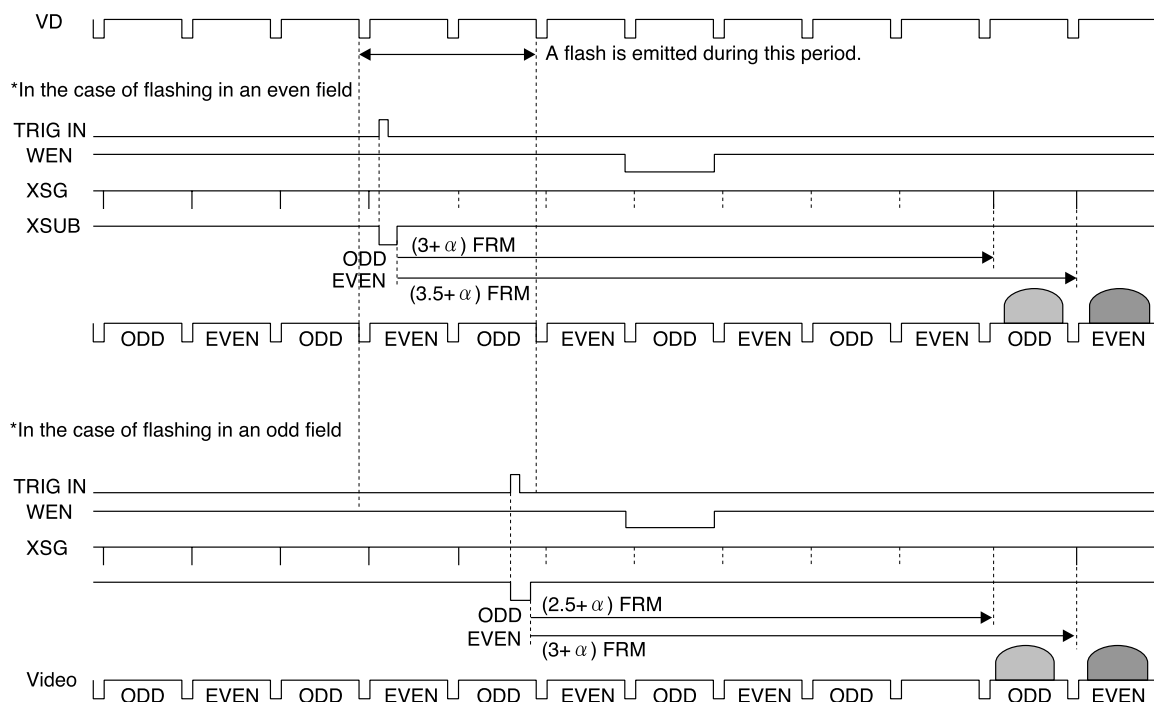 VD
A flash is emitted during this period.
*In the case of flashing in an even field
TRIG IN
WEN
XSG
XSUB
(3+α) FRM
ODD
EVEN
(3.5+α) FRM
ODD EVEN ODD EVEN ODD EVEN ODD EVEN ODD EVEN ODD EVEN
*In the case of flashing in an odd field
TRIG IN
WEN
XSG
(2.5+α) FRM
ODD
EVEN
(3+α) FRM
Video
ODD EVEN ODD EVEN ODD EVEN ODD EVEN ODD ODD EVEN